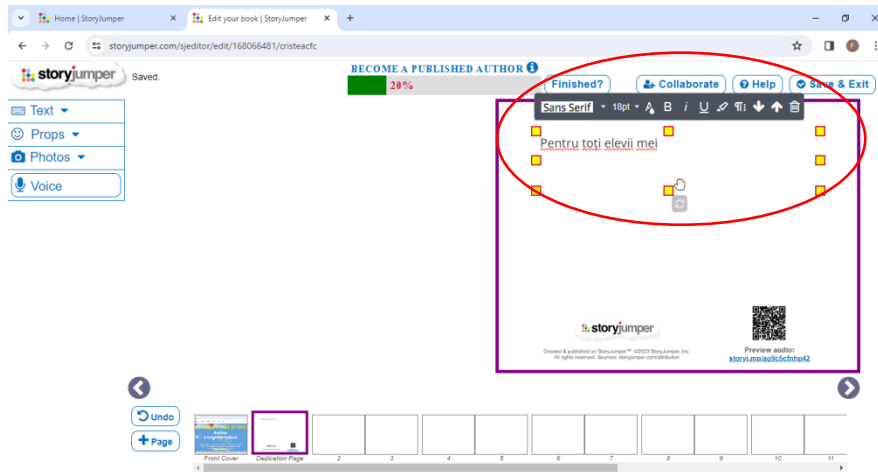 Home | StoryJumper
Edit your book | StoryJumper
storyjumper.com/sjeditor/edit/168066481/cristeacfc
storyjumper
Saved.
BECOME A PUBLISHED AUTHOR
20%
Finished?
Collaborate
Help
Save & Exit
Text
Props
Photos
Voice
Sans Serif 18pt A B i U
Pentru toti elevii mei
storyjumper
Created & published on StoryJumper™ ©2023 StoryJumper, Inc.
All rights reserved. Sources: storyjumper.com/attribution
Preview audio:
storyj.mp/ag9c5cfnhp42
Undo
Page
Front Cover
Dedication Page
2
3
4
5
6
7
8
9
10
11